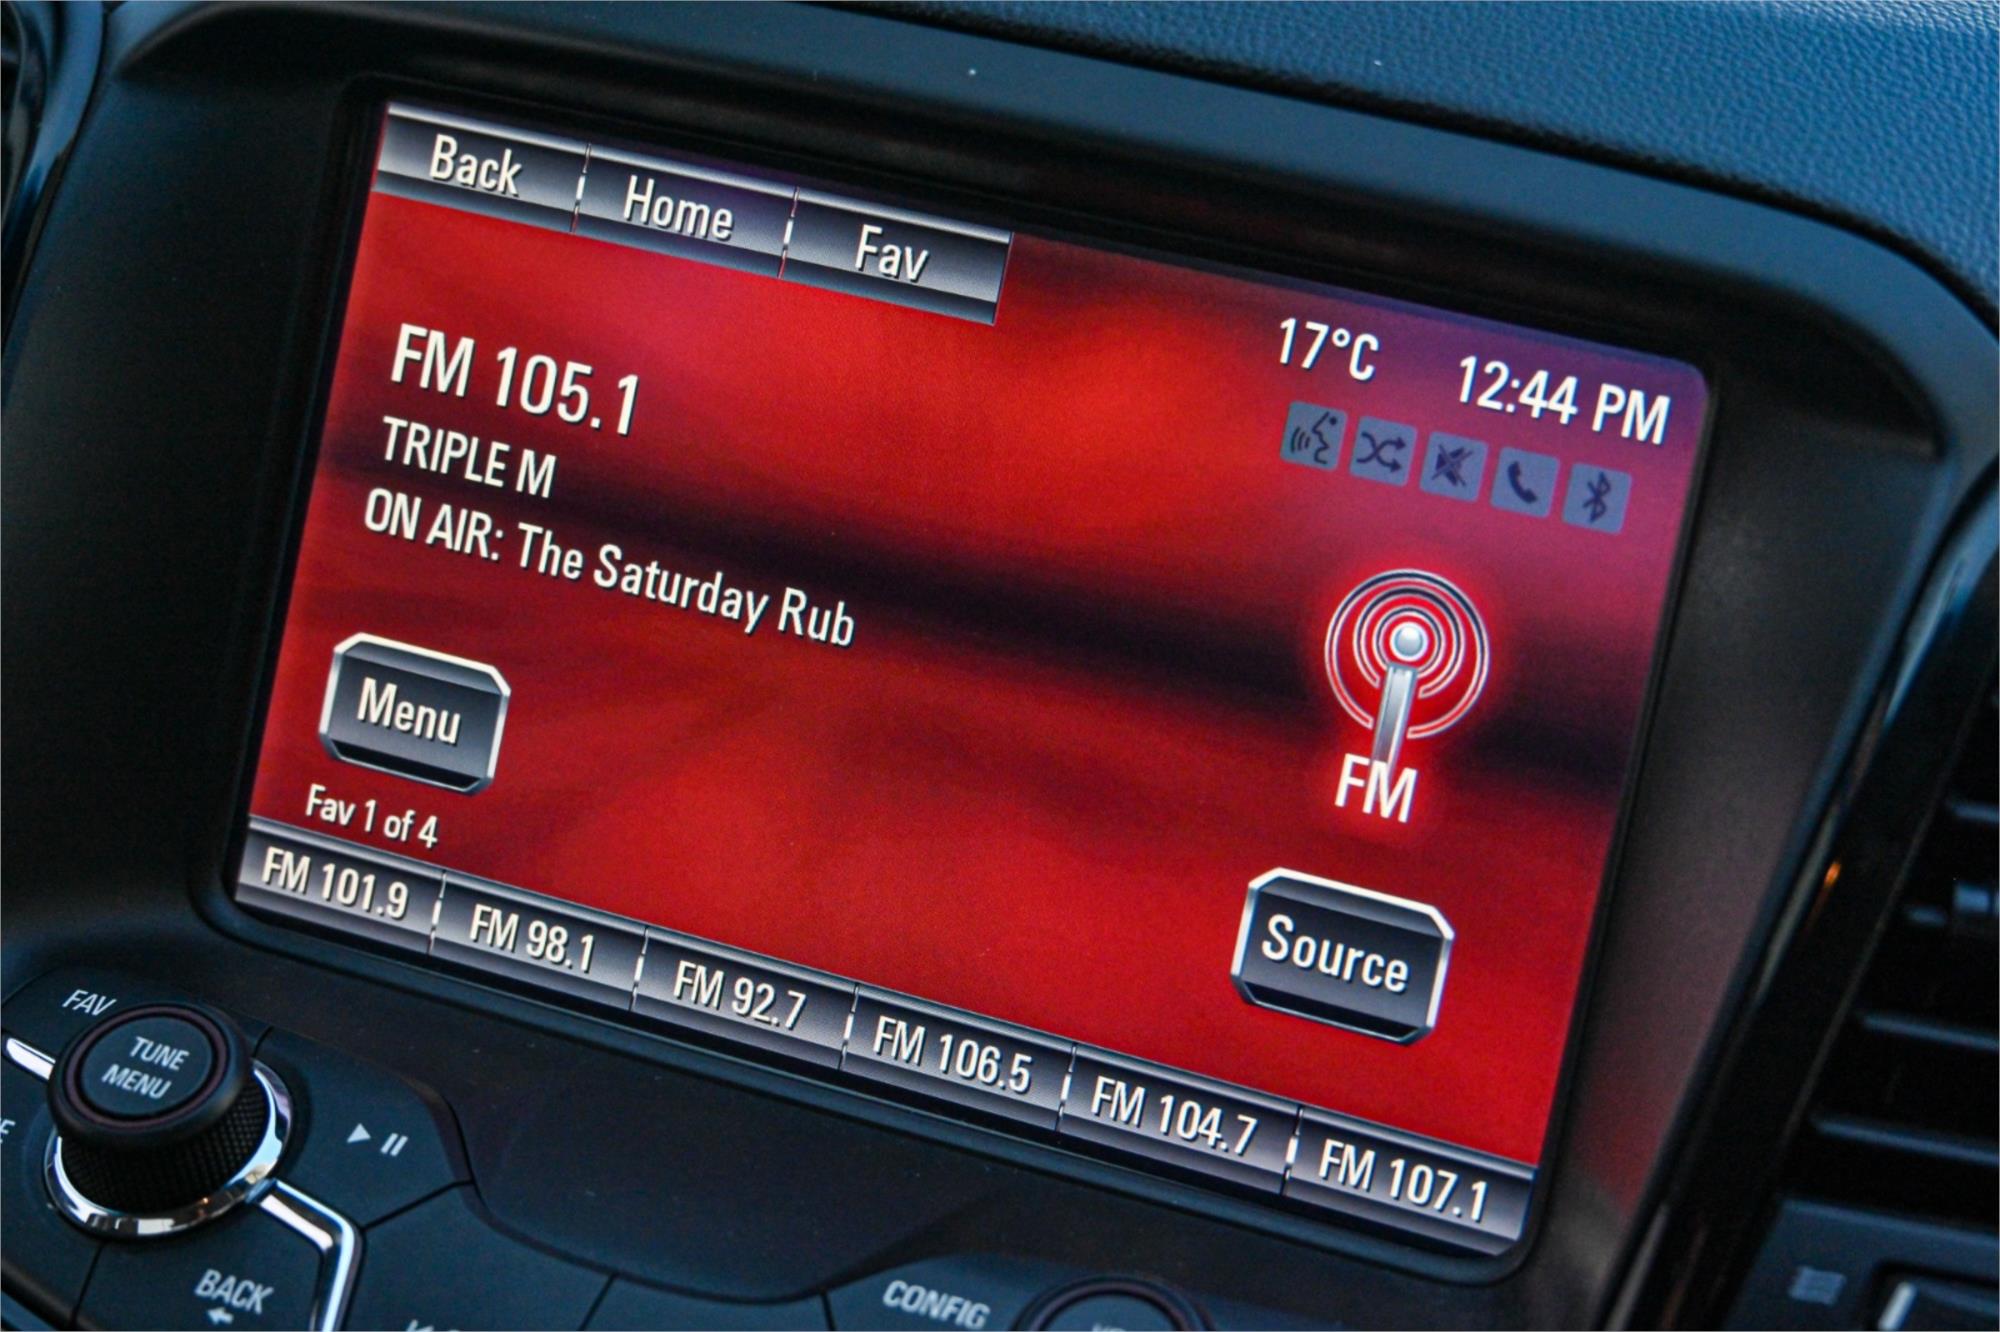 Back
Home
Fav
17°C
12:44 PM
FM 105.1
TRIPLE M
ON AIR: The Saturday Rub
FM
Menu
Source
Fav 1 of 4
FM 101.9
FM 98.1
FM 92.7
FM 106.5
FM 104.7
FM 107.1
FAV
TUNE
MENU
BACK
CONFIG